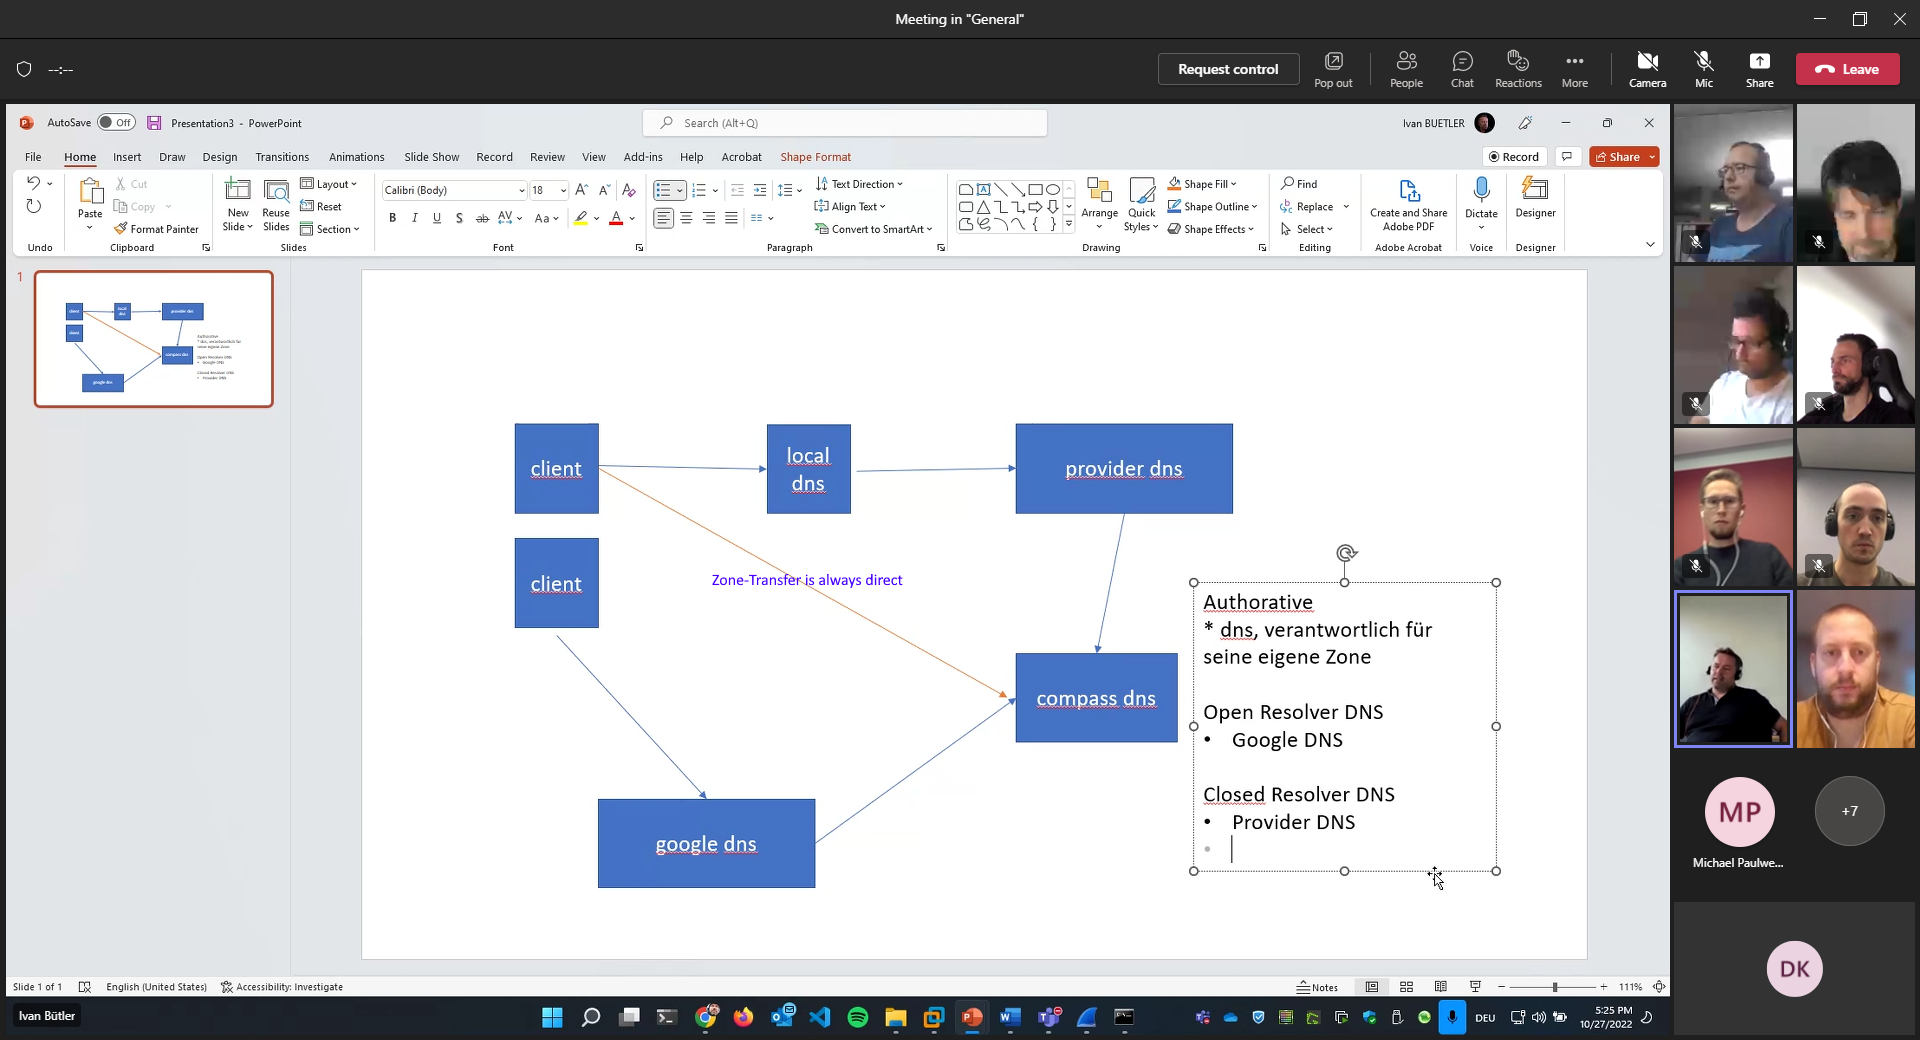 Meeting in "General"
--:--
Request control
Pop out
People
Chat
Reactions
More
Camera
Mic
Share
Leave
AutoSave
Off
Presentation3 - PowerPoint
Search (Alt+Q)
Ivan BUETLER
File
Home
Insert
Draw
Design
Transitions
Animations
Slide Show
Record
Review
View
Add-ins
Help
Acrobat
Shape Format
Record
Share
Paste
Cut
Copy
Format Painter
New
Slide
Reuse
Slides
Layout
Reset
Section
Calibri (Body)
18
Text Direction
Align Text
Convert to SmartArt
Arrange
Quick
Styles
Shape Fill
Shape Outline
Shape Effects
Find
Replace
Select
Create and Share
Adobe PDF
Dictate
Designer
Undo
Clipboard
Slides
Font
Paragraph
Drawing
Editing
Adobe Acrobat
Voice
Designer
1
client
local
dns
provider dns
client
Zone-Transfer is always direct
compass dns
google dns
Authorative
* dns, verantwortlich für
seine eigene Zone
Open Resolver DNS
• Google DNS
Closed Resolver DNS
• Provider DNS
MP
Michael Paulwe...
+7
DK
Slide 1 of 1
English (United States)
Accessibility: Investigate
Notes
111%
Ivan Bütler
DEU
5:25 PM
10/27/2022